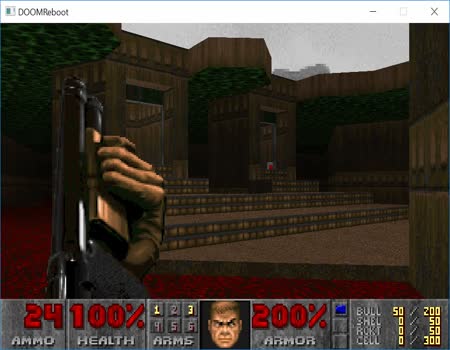 DOOMReboot
24 100% 1 2 3 200% BULL 50 / 200
4 5 6 SHEL 0 / 50
RCKT 0 / 50
AMMO HEALTH ARMS ARMOR CELL 0 / 300